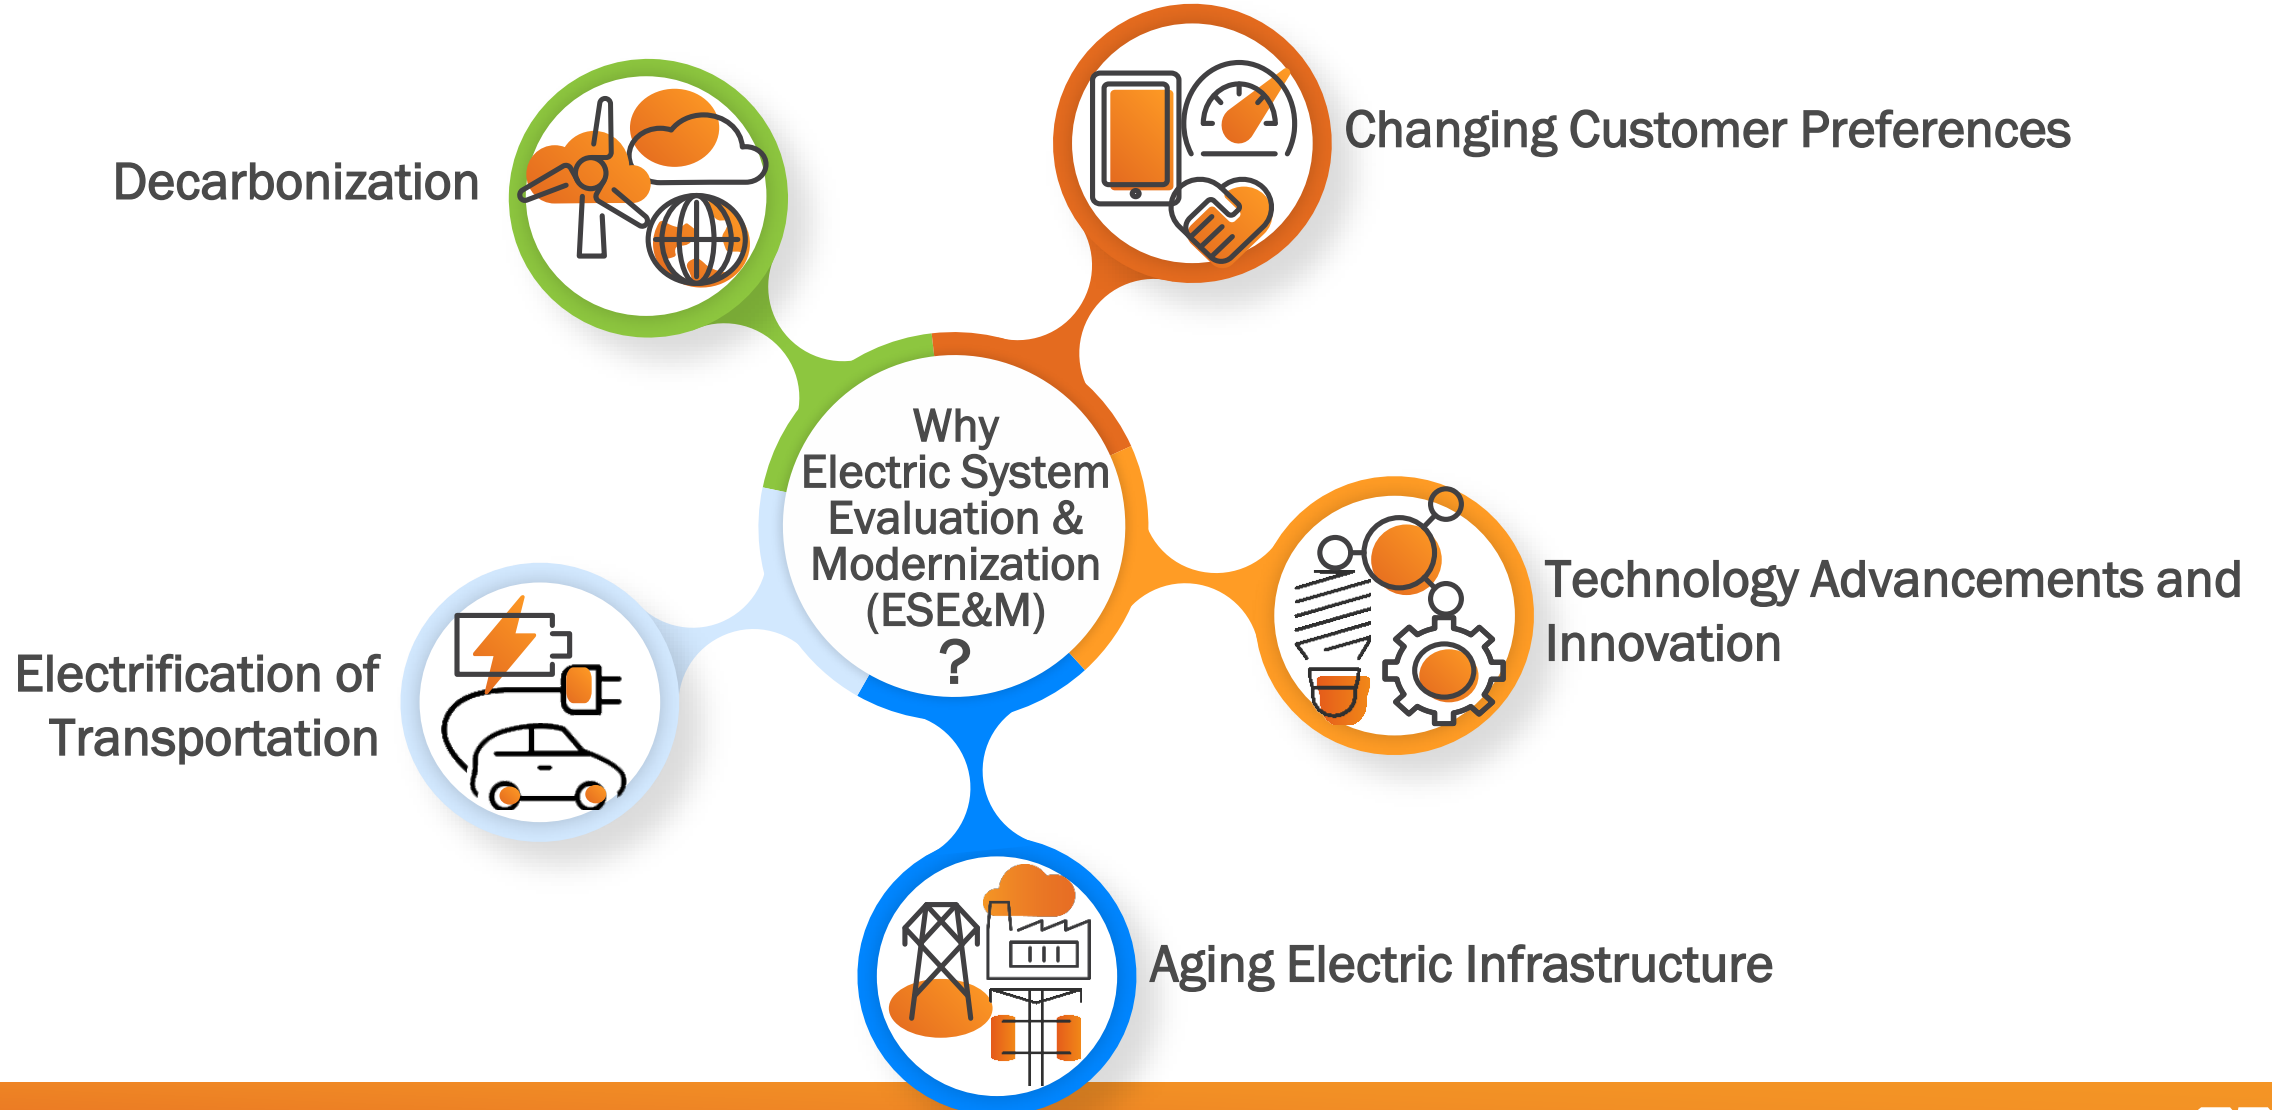 Decarbonization
Changing Customer Preferences
Why
Electric System
Evaluation &
Modernization
(ESE&M)
?
Technology Advancements and
Innovation
Electrification of
Transportation
Aging Electric Infrastructure